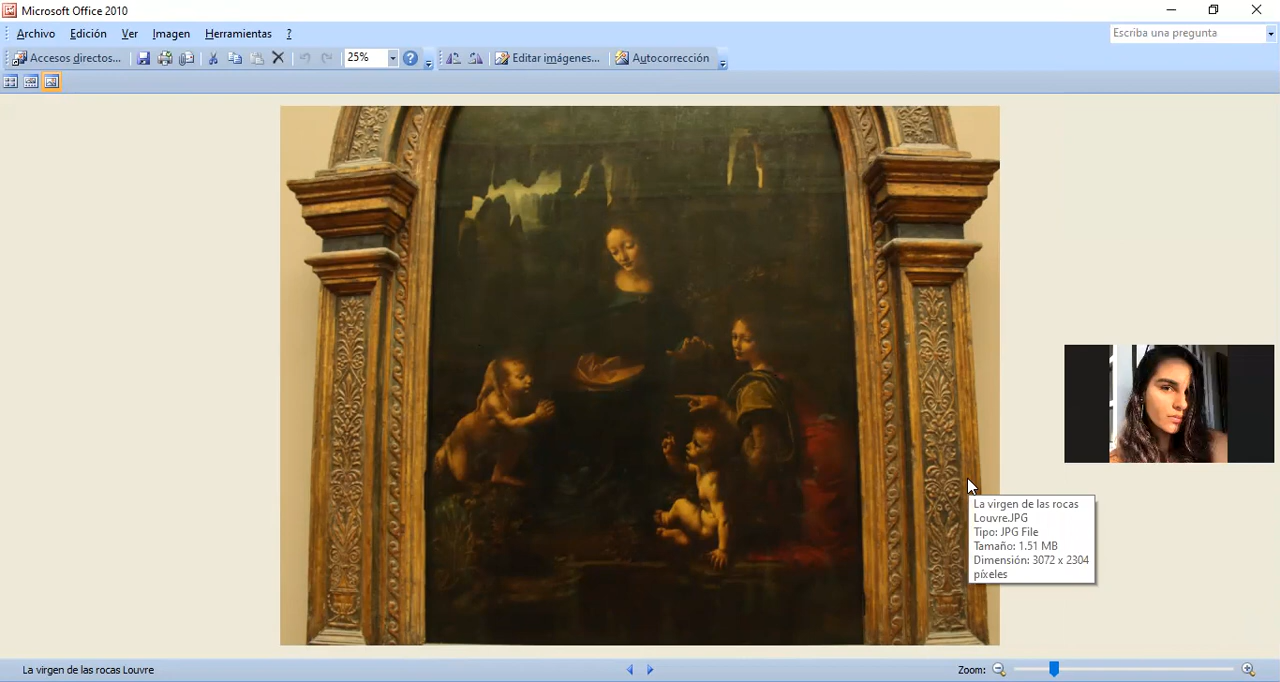 Microsoft Office 2010
Archivo Edición Ver Imagen Herramientas ?
Escriba una pregunta
Accesos directos... 25% Editar imágenes... Autocorrección
La virgen de las rocas
Louvre.JPG
Tipo: JPG File
Tamaño: 1.51 MB
Dimensión: 3072 x 2304
píxeles
La virgen de las rocas Louvre
Zoom: